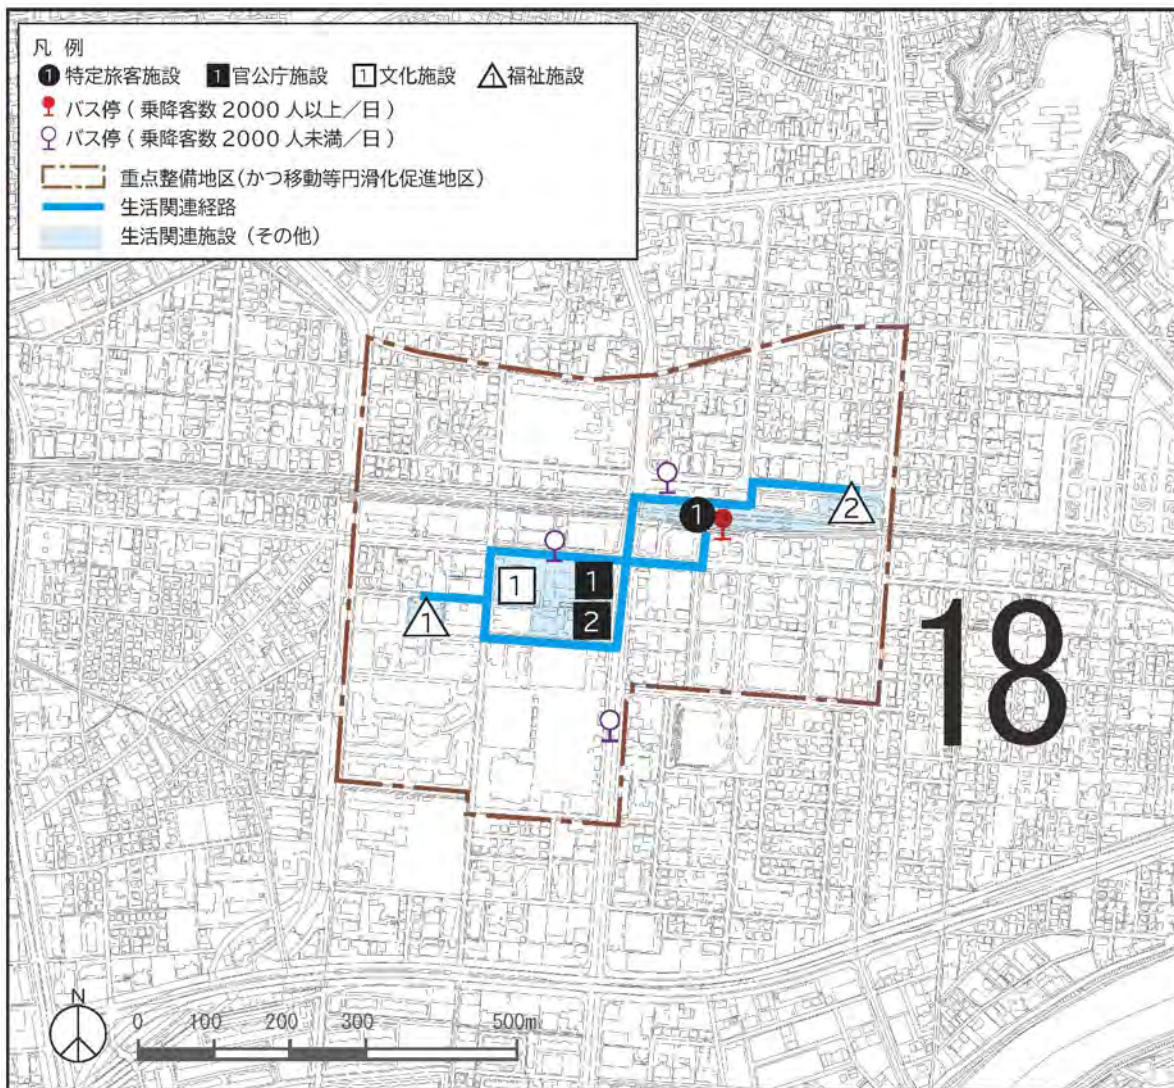 凡 例
1 特定旅客施設 1 官公庁施設 1 文化施設 1 福祉施設
バス停 ( 乗降客数 2000 人以上／日 )
バス停 ( 乗降客数 2000 人未満／日 )
重点整備地区(かつ移動等円滑化促進地区)
生活関連経路
生活関連施設 (その他)
1
2
1
1
2
1
18
N
0 100 200 300 500m